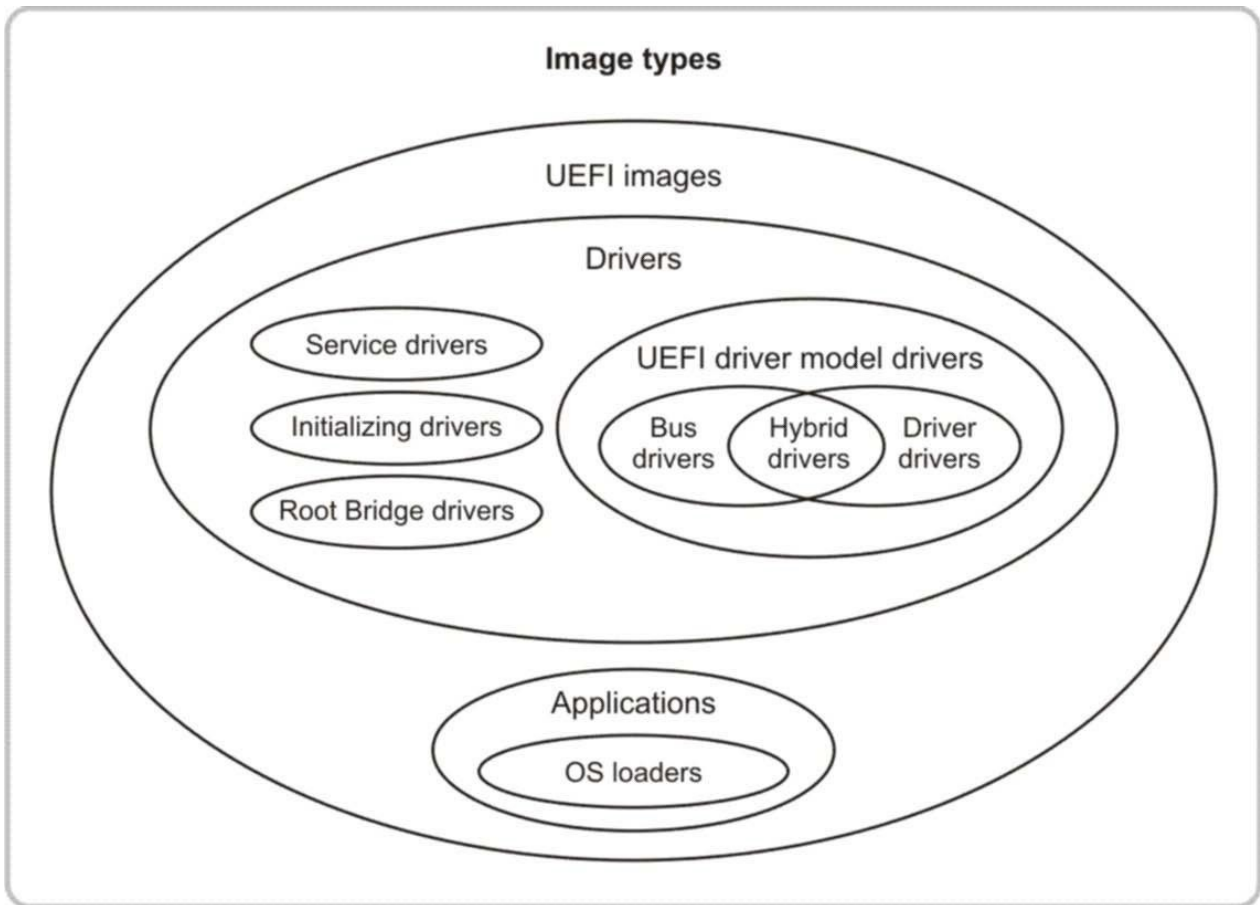 Image types
UEFI images
Drivers
Service drivers
Initializing drivers
Root Bridge drivers
UEFI driver model drivers
Bus
drivers
Hybrid
drivers
Driver
drivers
Applications
OS loaders